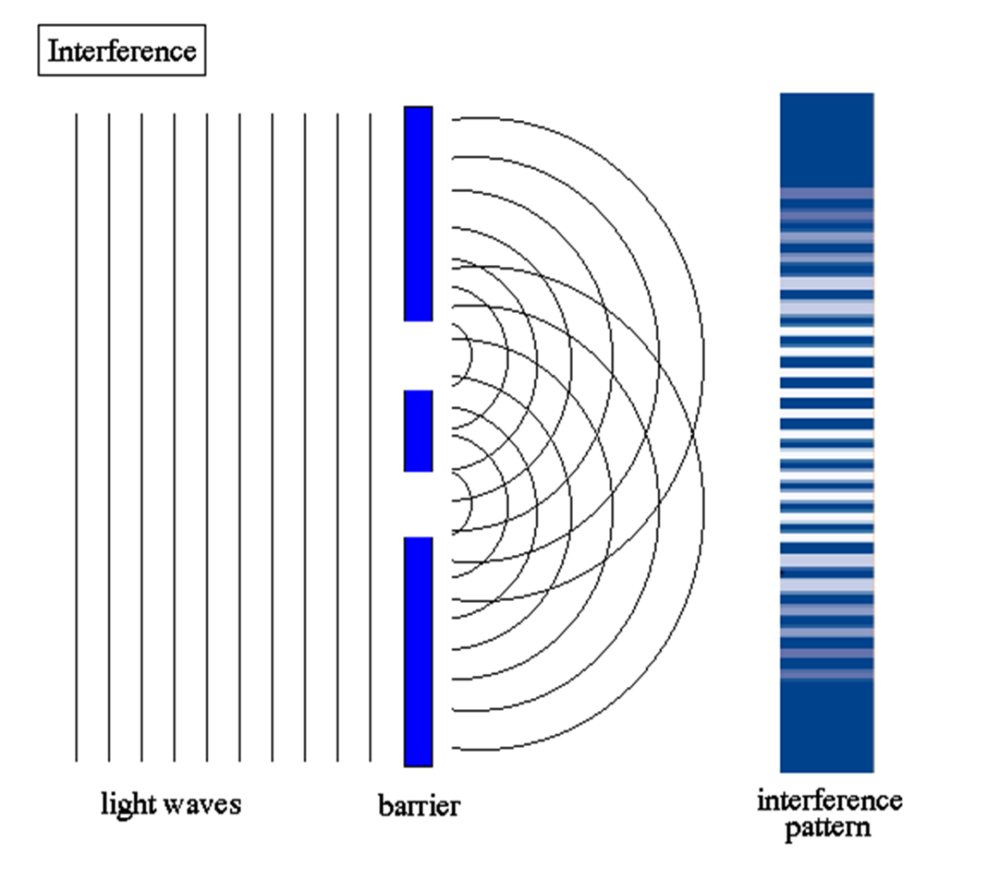 Interference
light waves
barrier
interference
pattern